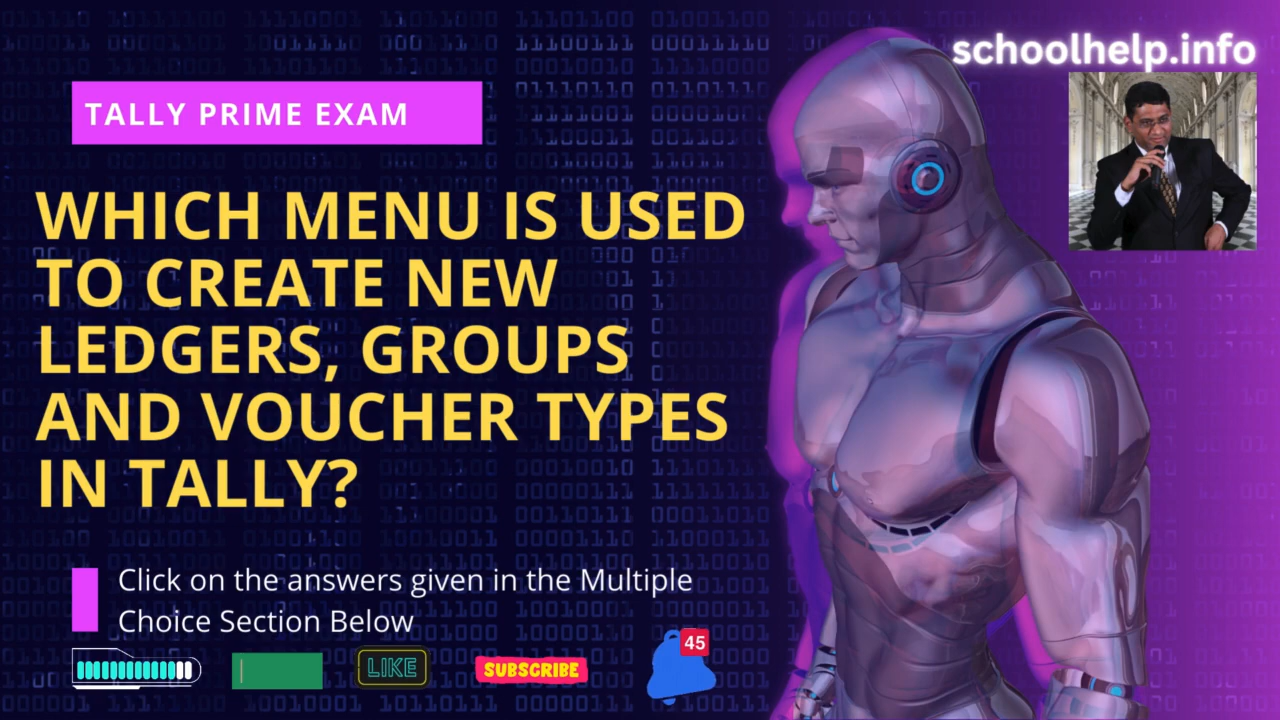 schoolhelp.info
TALLY PRIME EXAM
WHICH MENU IS USED
TO CREATE NEW
LEDGERS, GROUPS
AND VOUCHER TYPES
IN TALLY?
Click on the answers given in the Multiple
Choice Section Below
LIKE
SUBSCRIBE
45